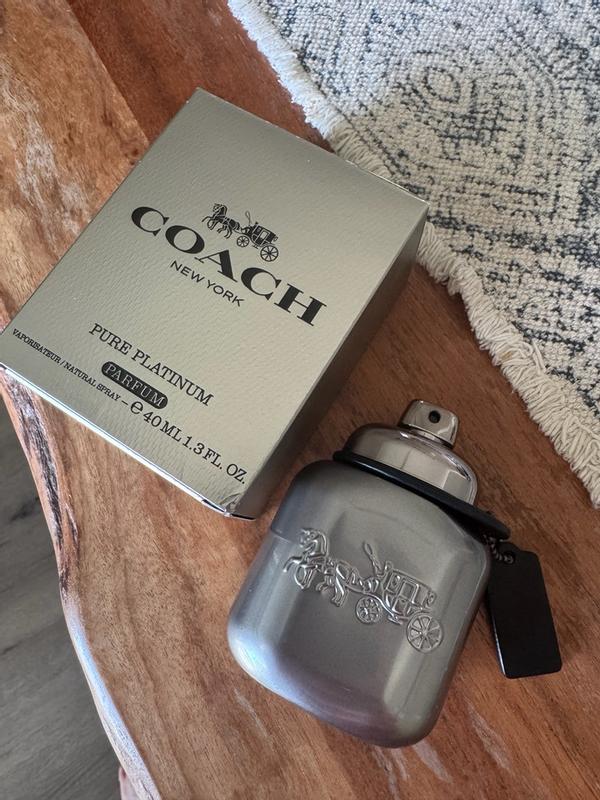 COACH
NEW YORK
PURE PLATINUM
PARFUM
VAPORISATEUR / NATURAL SPRAY – ℮ 40 ML 1.3 FL. OZ.